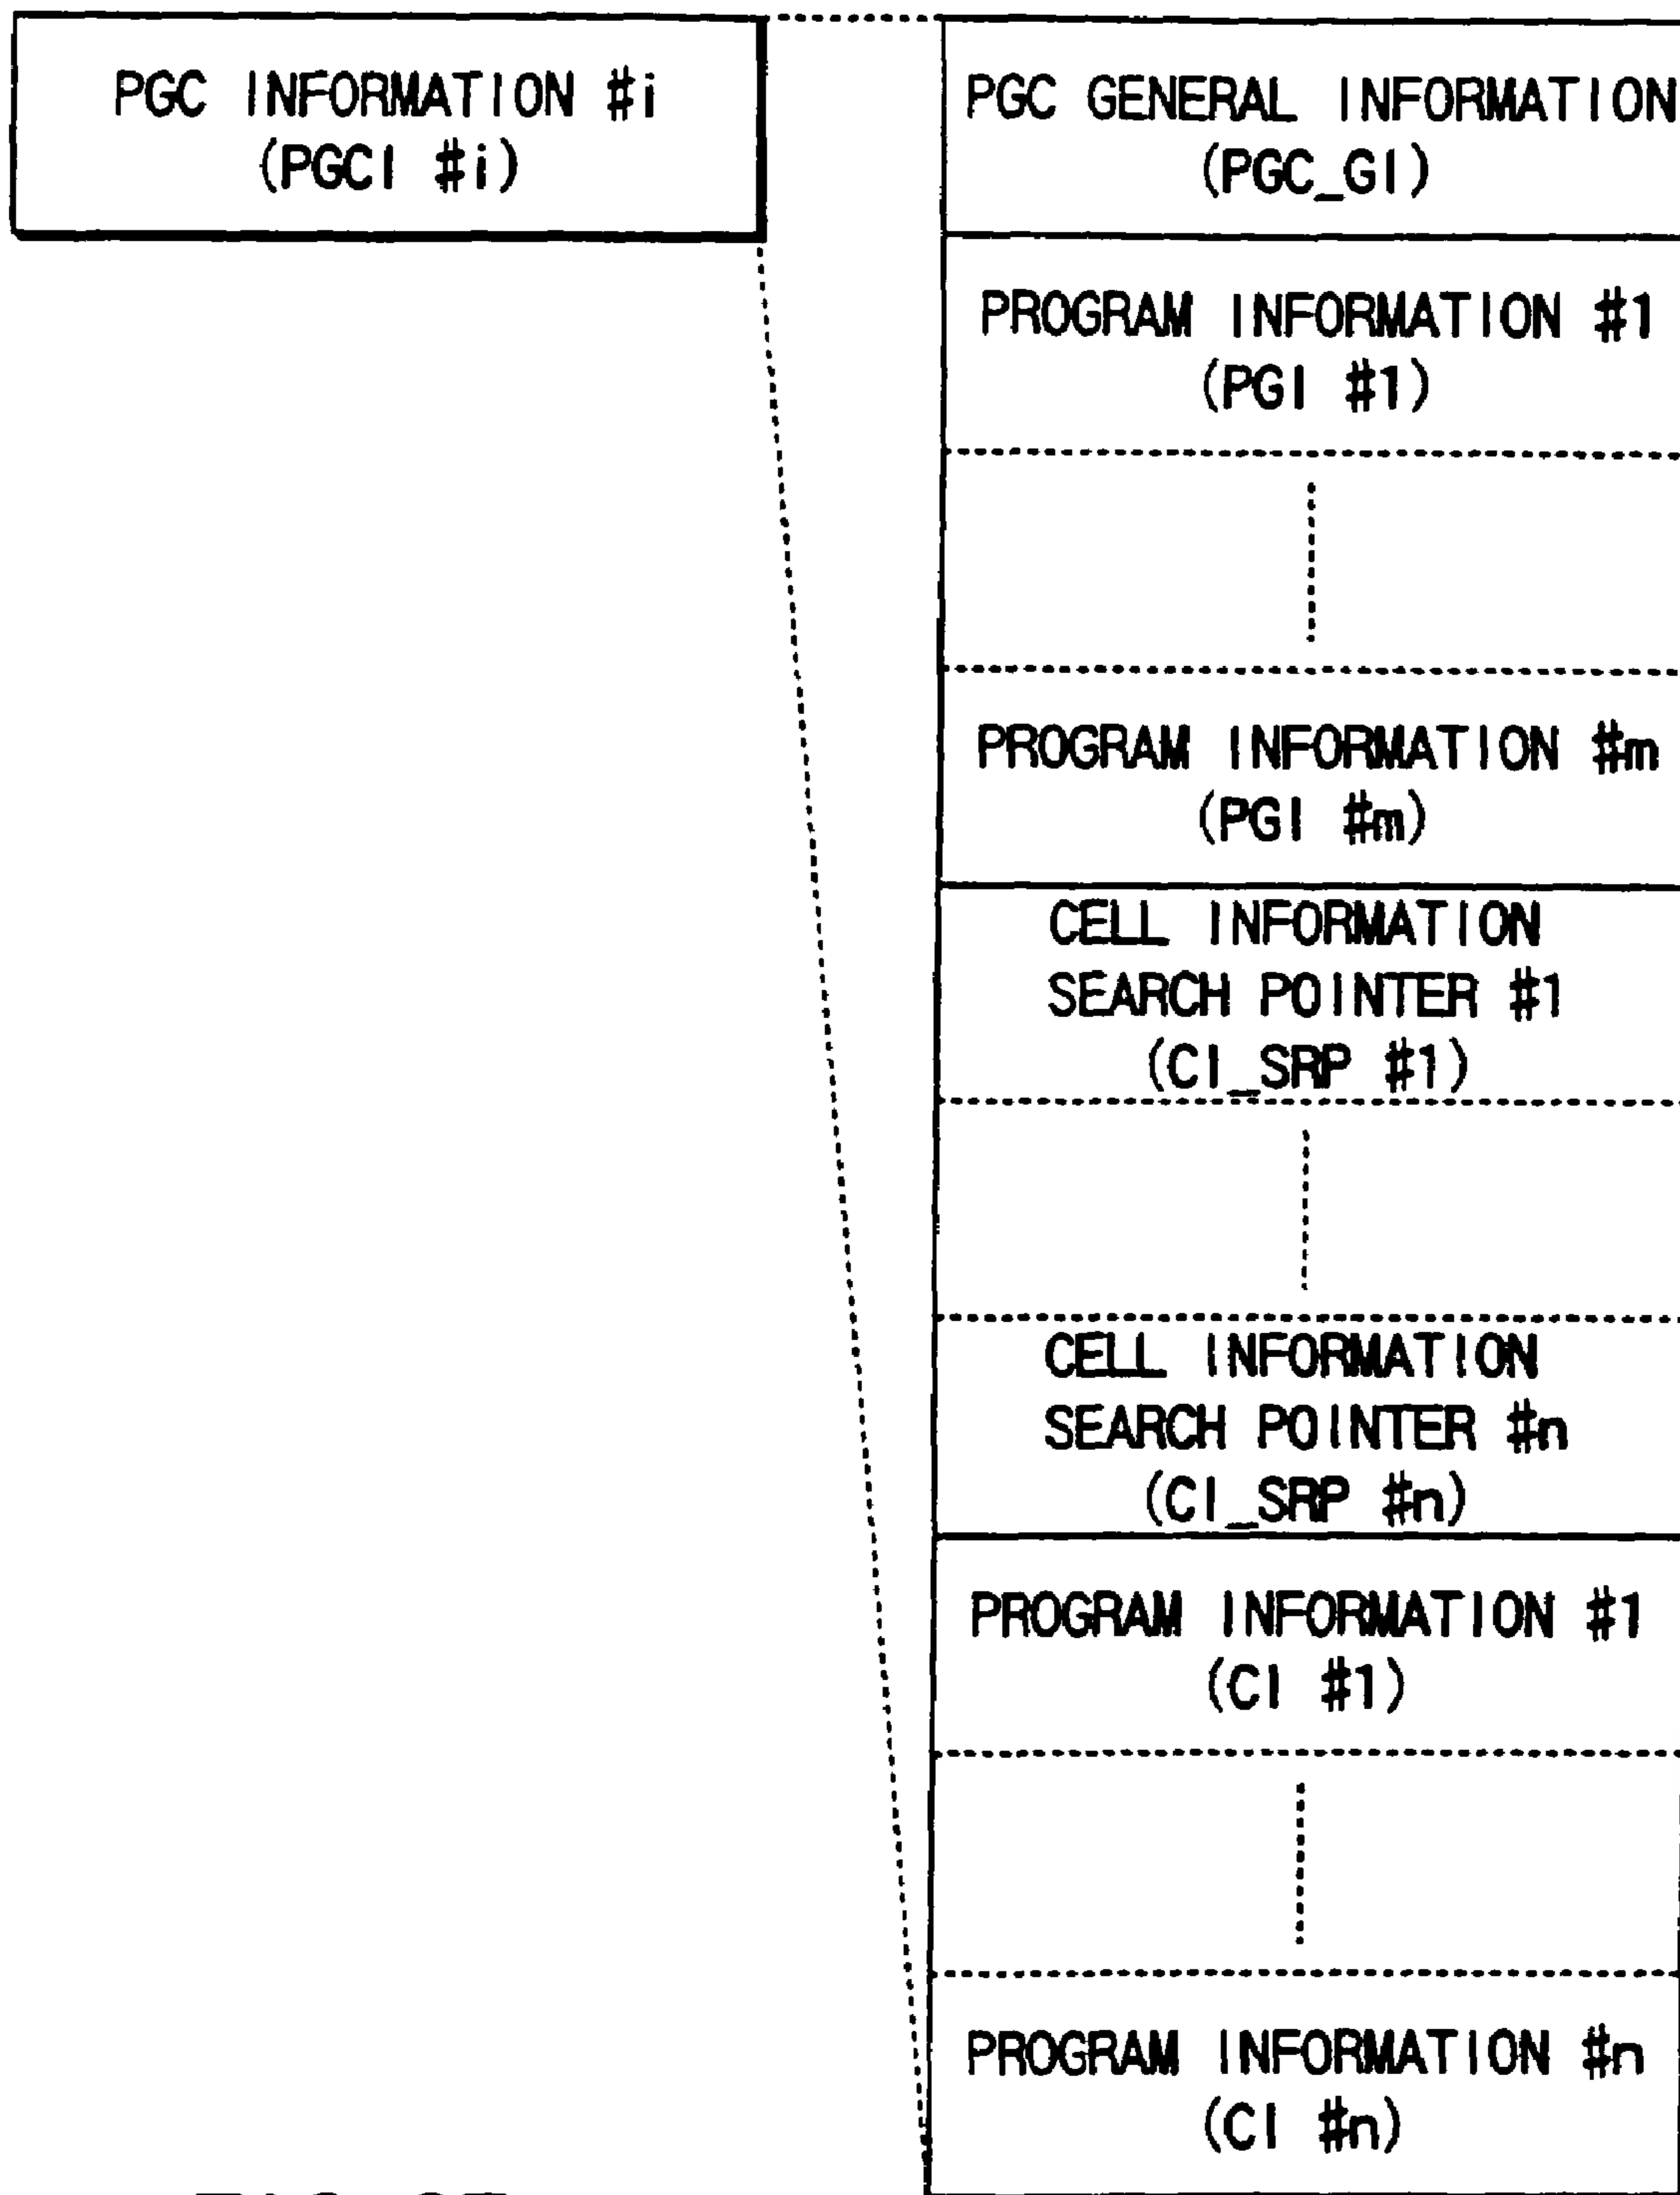 PGC INFORMATION #i
(PGCI #i)
PGC GENERAL INFORMATION
(PGC_GI)
PROGRAM INFORMATION #1
(PGI #1)
PROGRAM INFORMATION #m
(PGI #m)
CELL INFORMATION
SEARCH POINTER #1
(CI_SRP #1)
CELL INFORMATION
SEARCH POINTER #n
(CI_SRP #n)
PROGRAM INFORMATION #1
(CI #1)
PROGRAM INFORMATION #n
(CI #n)